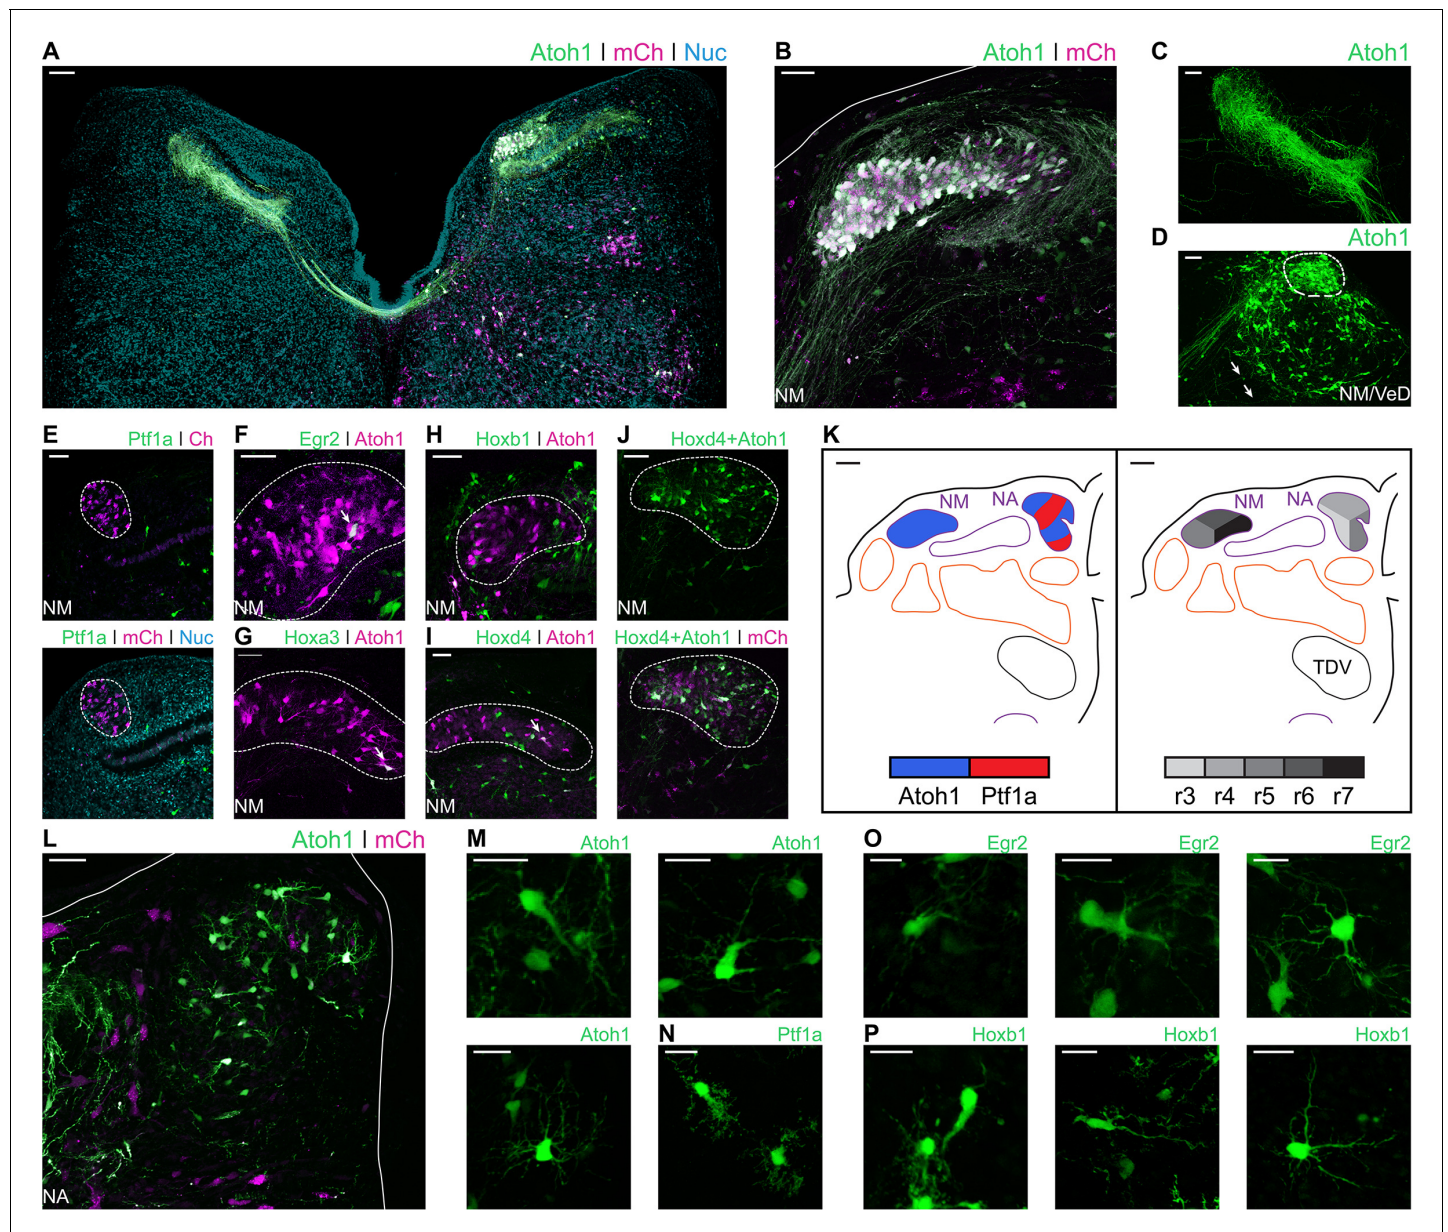 A
Atoh1 | mCh | Nuc
B
Atoh1 | mCh
NM
C
Atoh1
D
Atoh1
NM/VeD
E
Ptf1a | Ch
NM
Ptf1a | mCh | Nuc
F
Egr2 | Atoh1
NM
G
Hoxa3 | Atoh1
NM
H
Hoxb1 | Atoh1
NM
I
Hoxd4 | Atoh1
NM
J
Hoxd4+Atoh1
NM
Hoxd4+Atoh1 | mCh
K
NM
NA
Atoh1
Ptf1a
NM
NA
TDV
r3 r4 r5 r6 r7
L
Atoh1 | mCh
NA
M
Atoh1
Atoh1
Atoh1
N
Ptf1a
O
Egr2
Egr2
Egr2
P
Hoxb1
Hoxb1
Hoxb1